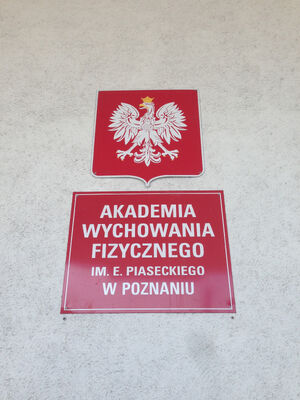 AKADEMIA
WYCHOWANIA
FIZYCZNEGO
IM. E. PIASECKIEGO
W POZNANIU